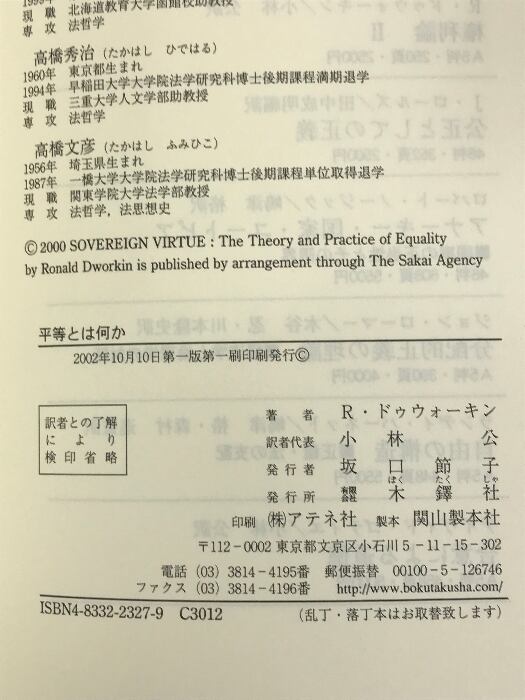 現 職 北海道教育大学函館校助教授
専 攻 法哲学
高橋秀治（たかはし ひではる）
1960年 東京都生まれ
1994年 早稲田大学大学院法学研究科博士後期課程満期退学
現 職 三重大学人文学部助教授
専 攻 法哲学
高橋文彦（たかはし ふみひこ）
1956年 埼玉県生まれ
1987年 一橋大学大学院法学研究科博士後期課程単位取得退学
現 職 関東学院大学法学部教授
専 攻 法哲学，法思想史
© 2000 SOVEREIGN VIRTUE : The Theory and Practice of Equality
by Ronald Dworkin is published by arrangement through The Sakai Agency
平等とは何か
2002年10月10日第一版第一刷印刷発行©
訳者との了解
により
検印省略
著者 R・ドゥウォーキン
訳者代表 小林 公
発行者 坂口節子
発行所 有限会社 木鐸社
ぼくたくしゃ
印刷 ㈱アテネ社 製本 関山製本社
〒112-0002 東京都文京区小石川5-11-15-302
電話（03）3814-4195番 郵便振替 00100-5-126746
ファクス（03）3814-4196番 http://www.bokutakusha.com/
ISBN4-8332-2327-9 C3012 （乱丁・落丁本はお取替致します）